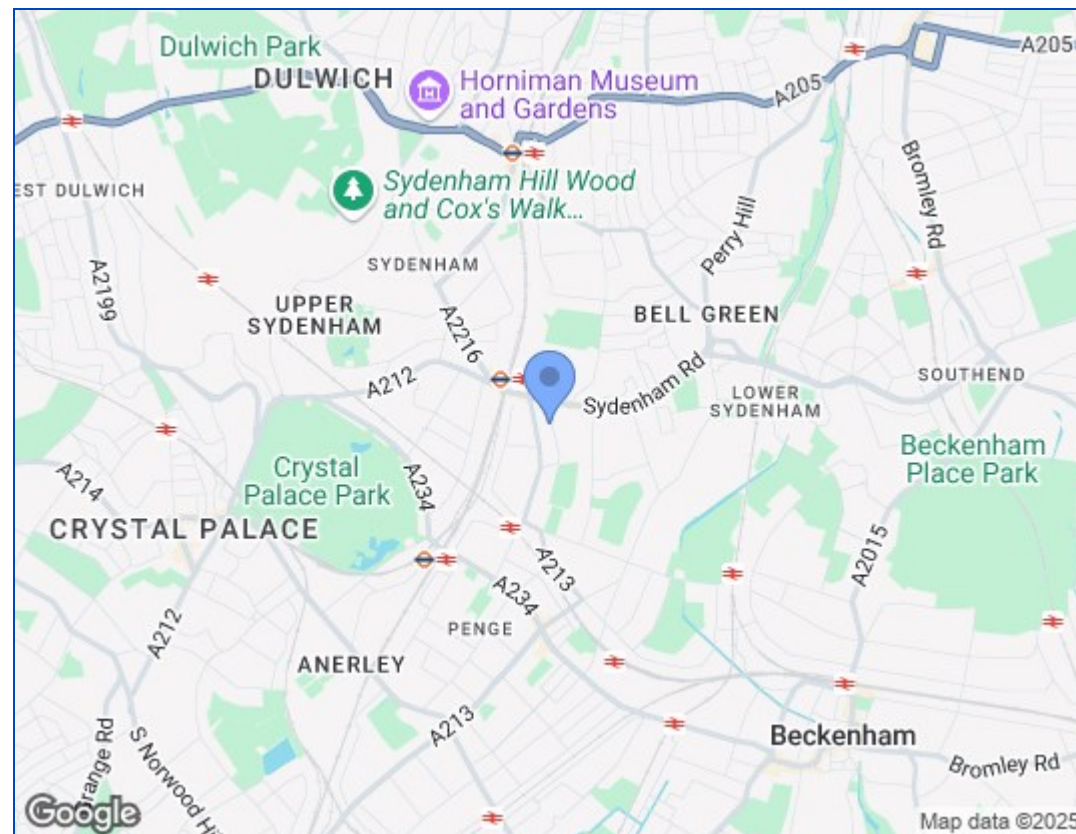 Dulwich Park
DULWICH
Horniman Museum
and Gardens
A205
A205
EST DULWICH
Sydenham Hill Wood
and Cox's Walk...
Bromley Rd
Perry Hill
SYDENHAM
A2199
UPPER
SYDENHAM
A2216
BELL GREEN
A212
Sydenham Rd
SOUTHEND
LOWER
SYDENHAM
Beckenham
Place Park
Crystal
Palace Park
A214
A234
CRYSTAL PALACE
A2015
A213
A234
A212
PENGE
ANERLEY
A213
Beckenham
Bromley Rd
S Norwood Hi
Grange Rd
Google
Map data ©2025